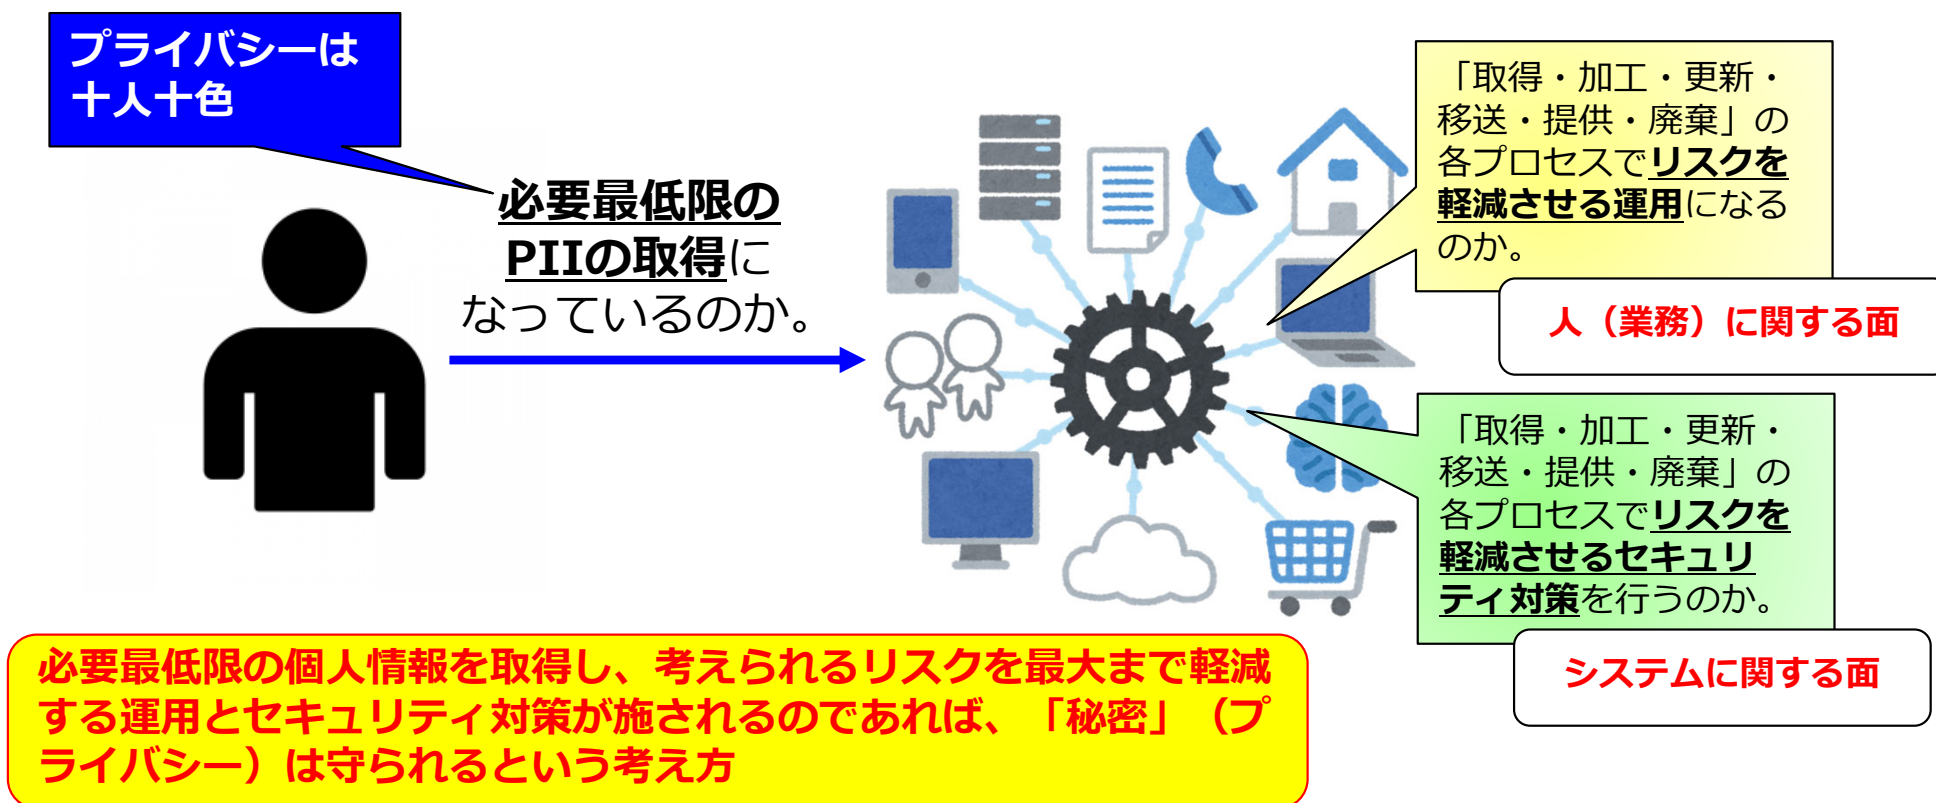 プライバシーは
十人十色
必要最低限の
PIIの取得に
なっているのか。
「取得・加工・更新・
移送・提供・廃棄」の
各プロセスでリスクを
軽減させる運用になる
のか。
人（業務）に関する面
「取得・加工・更新・
移送・提供・廃棄」の
各プロセスでリスクを
軽減させるセキュリ
ティ対策を行うのか。
システムに関する面
必要最低限の個人情報を取得し、考えられるリスクを最大まで軽減
する運用とセキュリティ対策が施されるのであれば、「秘密」（プ
ライバシー）は守られるという考え方